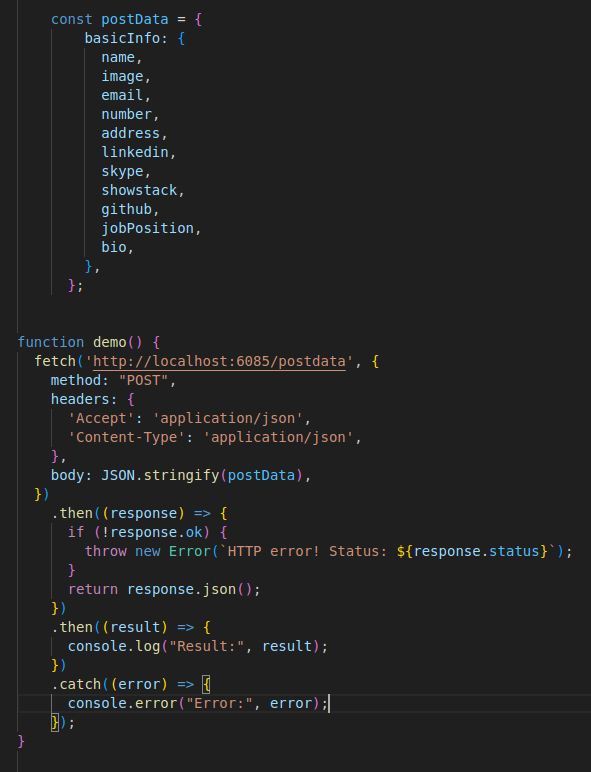 const postData = {
basicInfo: {
name,
image,
email,
number,
address,
linkedin,
skype,
showstack,
github,
jobPosition,
bio,
},
};
function demo() {
fetch('http://localhost:6085/postdata', {
method: "POST",
headers: {
'Accept': 'application/json',
'Content-Type': 'application/json',
},
body: JSON.stringify(postData),
})
.then((response) => {
if (!response.ok) {
throw new Error(`HTTP error! Status: ${response.status}`);
}
return response.json();
})
.then((result) => {
console.log("Result:", result);
})
.catch((error) => {
console.error("Error:", error);
});
}